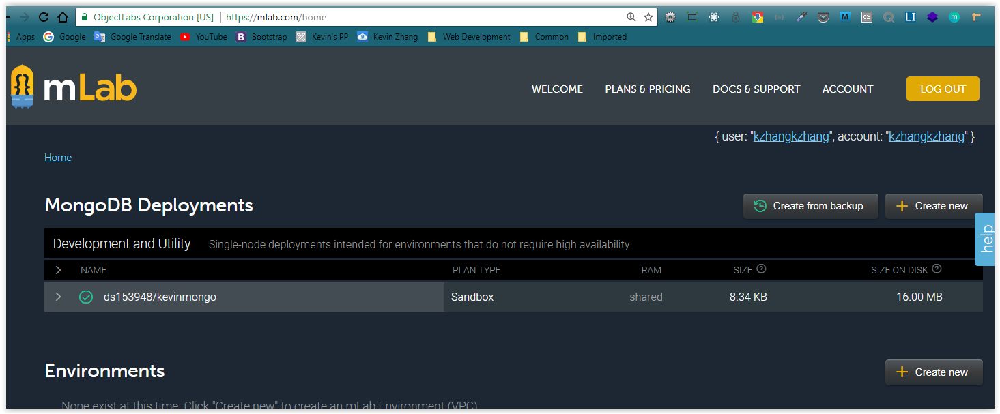 ObjectLabs Corporation [US] | https://mlab.com/home
Apps Google Google Translate YouTube B Bootstrap Kevin's PP Kevin Zhang Web Development Common Imported
mLab
WELCOME PLANS & PRICING DOCS & SUPPORT ACCOUNT LOG OUT
{ user: "kzhangkzhang", account: "kzhangkzhang" }
Home
MongoDB Deployments Create from backup Create new
help
Development and Utility Single-node deployments intended for environments that do not require high availability.
NAME PLAN TYPE RAM SIZE SIZE ON DISK
ds153948/kevinmongo Sandbox shared 8.34 KB 16.00 MB
Environments Create new
None exist at this time. Click "Create new" to create an mLab Environment (VPC)